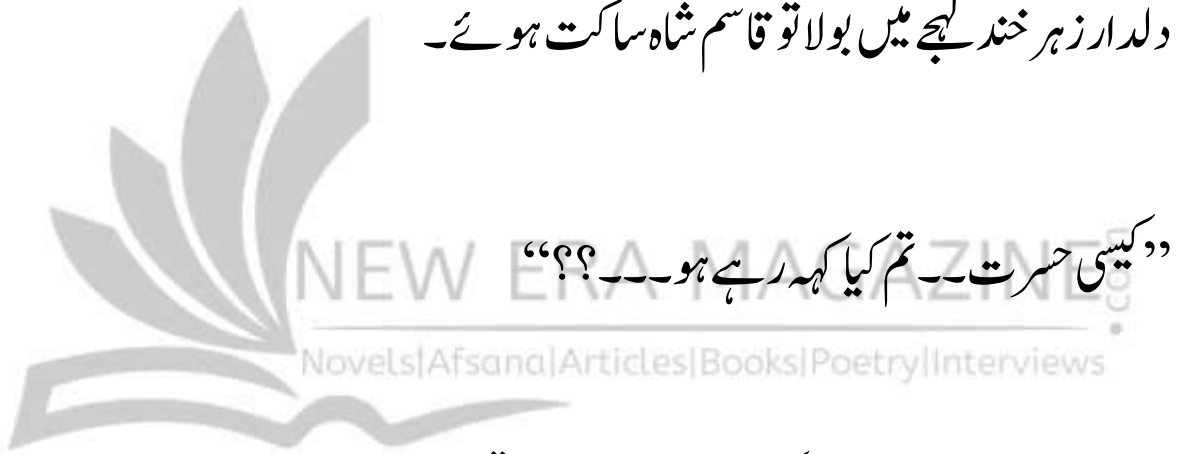 دلدار زہر خند لہجے میں بولا تو قاسم شاہ ساکت ہوئے۔
”کیسی حسرت۔۔ تم کیا کہہ رہے ہو۔۔۔؟؟“
NEW ERA MAGAZINE
.com
Novels|Afsana|Articles|Books|Poetry|Interviews